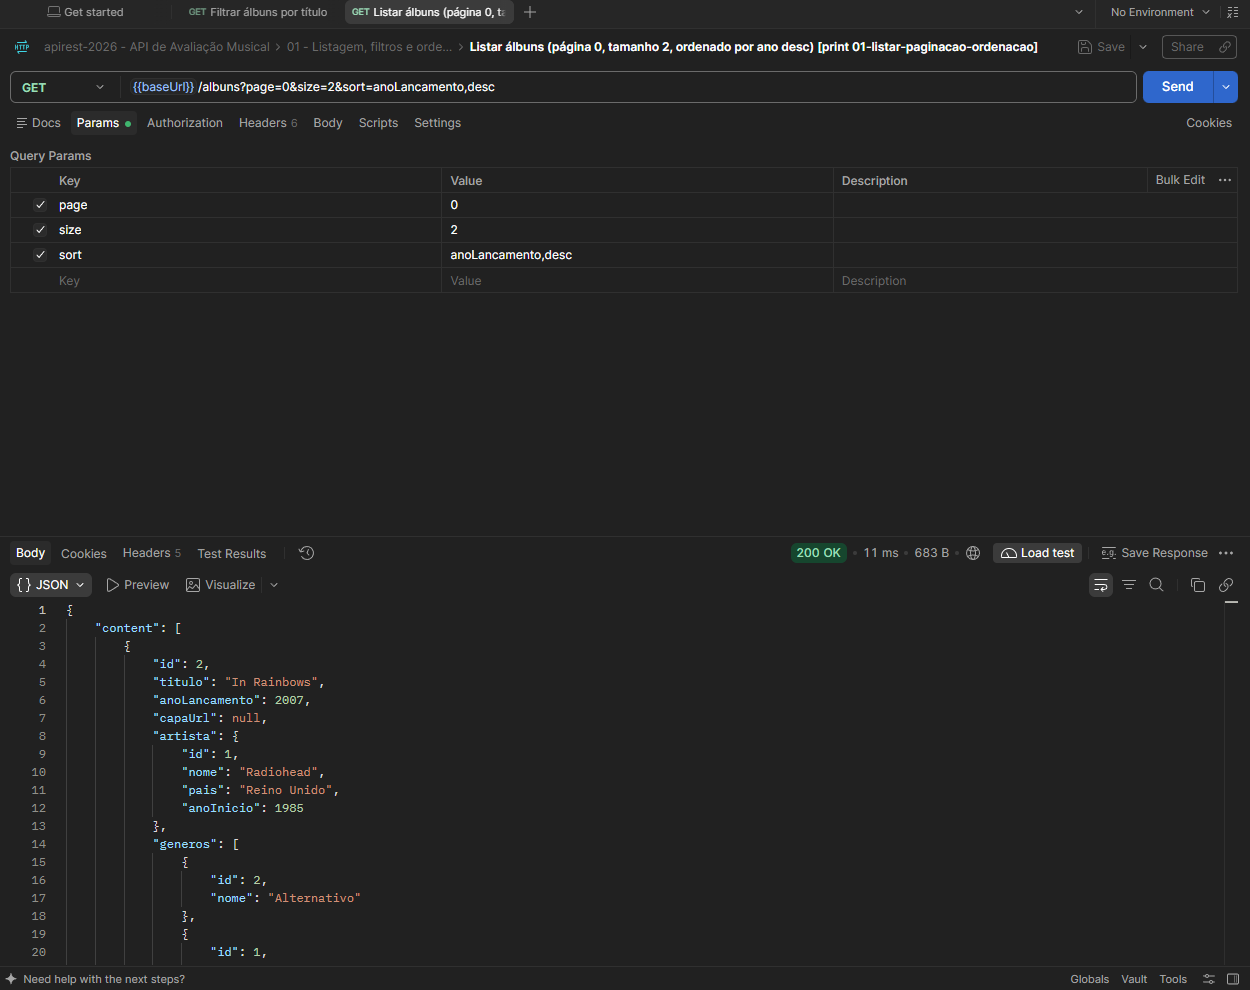 Get started
GET Filtrar álbuns por título
GET Listar álbuns (página 0, ta
No Environment
apirest-2026 - API de Avaliação Musical > 01 - Listagem, filtros e orde... > Listar álbuns (página 0, tamanho 2, ordenado por ano desc) [print 01-listar-paginacao-ordenacao]
Save
Share
GET
{{baseUrl}} /albuns?page=0&size=2&sort=anoLancamento,desc
Send
Docs Params Authorization Headers 6 Body Scripts Settings
Cookies
Query Params
Key Value Description Bulk Edit
page 0
size 2
sort anoLancamento,desc
Key Value Description
Body Cookies Headers 5 Test Results
200 OK • 11 ms • 683 B •
Load test
e.g. Save Response
{} JSON Preview Visualize
1 {
2 "content": [
3 {
4 "id": 2,
5 "titulo": "In Rainbows",
6 "anoLancamento": 2007,
7 "capaUrl": null,
8 "artista": {
9 "id": 1,
10 "nome": "Radiohead",
11 "pais": "Reino Unido",
12 "anoInicio": 1985
13 },
14 "generos": [
15 {
16 "id": 2,
17 "nome": "Alternativo"
18 },
19 {
20 "id": 1,
Need help with the next steps?
Globals Vault Tools